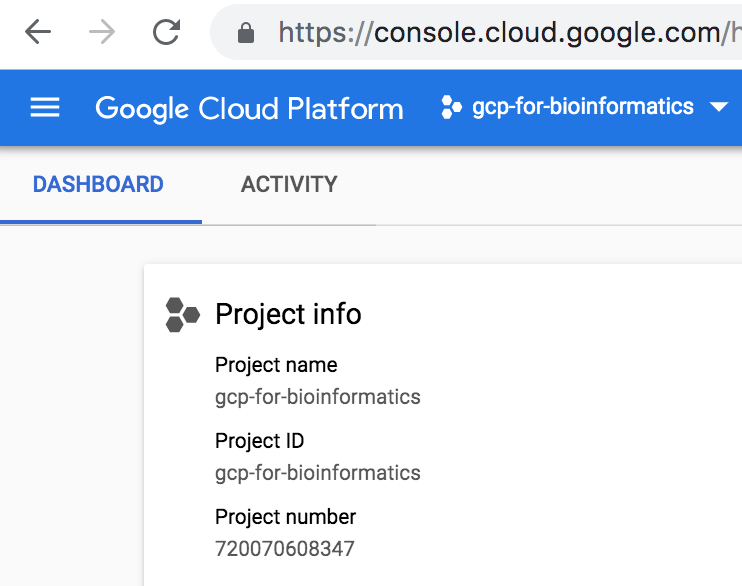 https://console.cloud.google.com/h
Google Cloud Platform
gcp-for-bioinformatics
DASHBOARD
ACTIVITY
Project info
Project name
gcp-for-bioinformatics
Project ID
gcp-for-bioinformatics
Project number
720070608347